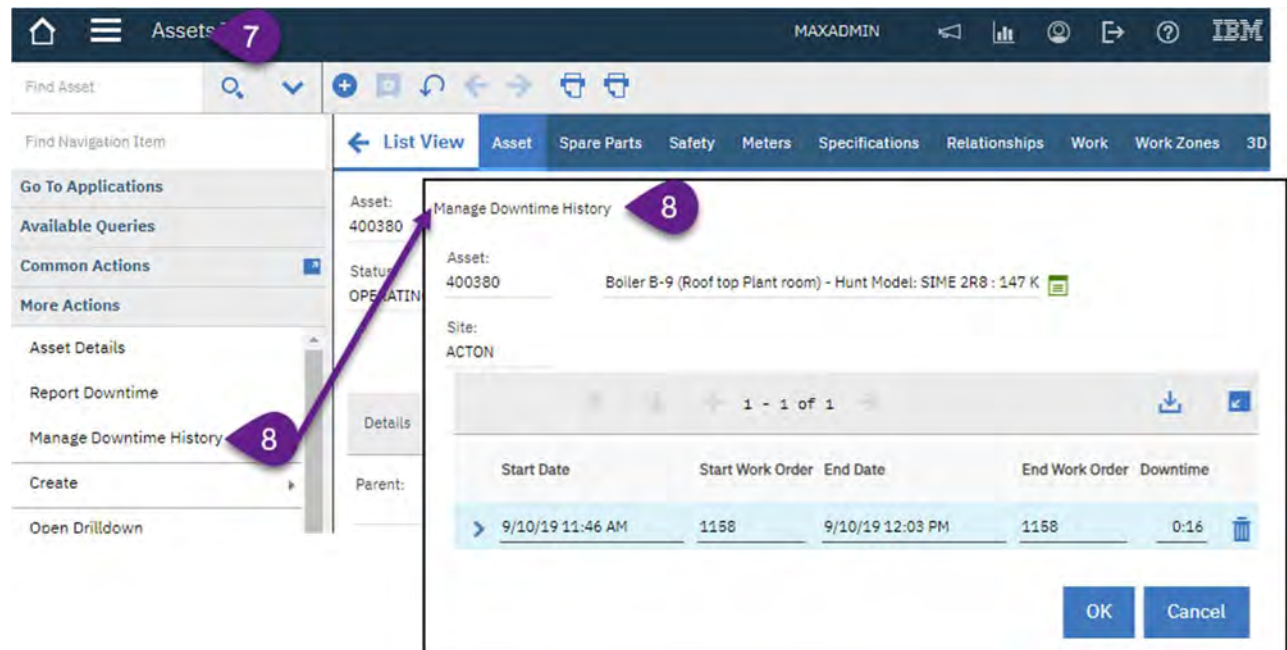 Assets 7 MAXADMIN IBM
Find Asset
Find Navigation Item
List View Asset Spare Parts Safety Meters Specifications Relationships Work Work Zones 3D
Go To Applications
Available Queries
Common Actions
More Actions
Asset Details
Report Downtime
Manage Downtime History 8
Create
Open Drilldown
Asset:
400380
Status
OPERATIN
Details
Parent:
Manage Downtime History 8
Asset:
400380 Boiler B-9 (Roof top Plant room) - Hunt Model: SIME 2R8 : 147 K
Site:
ACTON
1 - 1 of 1
Start Date Start Work Order End Date End Work Order Downtime
9/10/19 11:46 AM 1158 9/10/19 12:03 PM 1158 0:16
OK Cancel